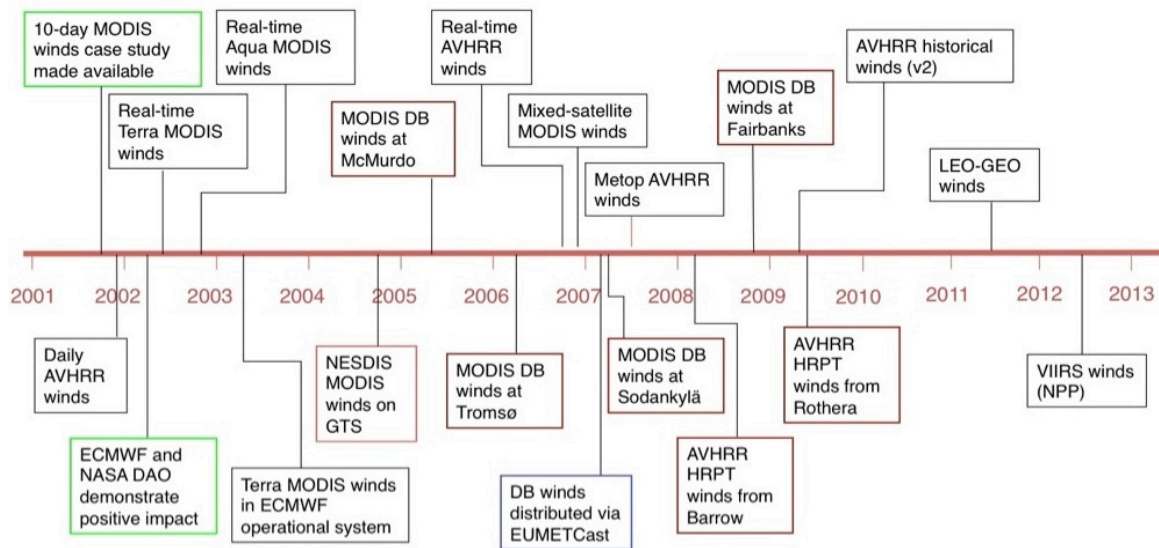 10-day MODIS
winds case study
made available
Real-time
Aqua MODIS
winds
Real-time
AVHRR
winds
AVHRR historical
winds (v2)
Real-time
Terra MODIS
winds
MODIS DB
winds at
McMurdo
Mixed-satellite
MODIS winds
MODIS DB
winds at
Fairbanks
Metop AVHRR
winds
LEO-GEO
winds
2001 2002 2003 2004 2005 2006 2007 2008 2009 2010 2011 2012 2013
Daily
AVHRR
winds
NESDIS
MODIS
winds on
GTS
MODIS DB
winds at
Tromsø
MODIS DB
winds at
Sodankylä
AVHRR
HRPT
winds from
Rothera
VIIRS winds
(NPP)
ECMWF and
NASA DAO
demonstrate
positive impact
Terra MODIS winds
in ECMWF
operational system
DB winds
distributed via
EUMETCast
AVHRR
HRPT
winds from
Barrow